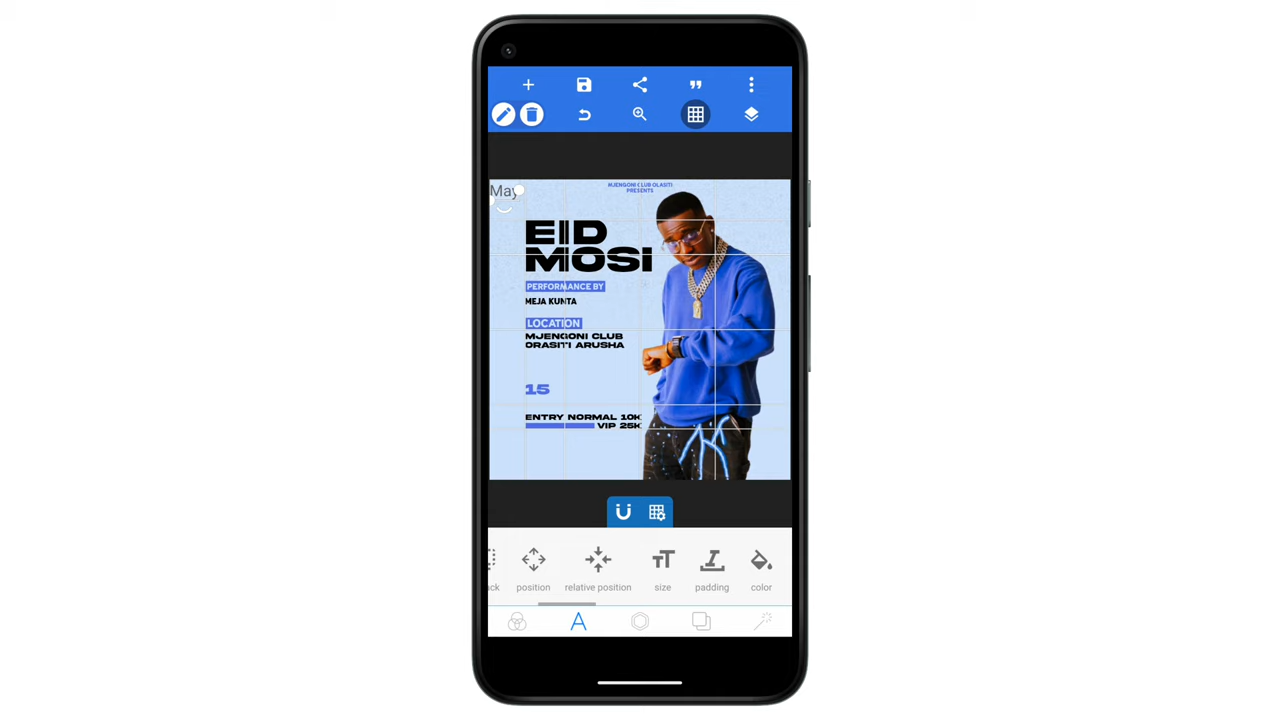 May
MJENGONI CLUB OLASITI
PRESENTS
EID
MOSI
PERFORMANCE BY
MEJA KUNTA
LOCATION
MJENGONI CLUB
ORASITI ARUSHA
15
ENTRY NORMAL 10K
VIP 25K
ck
position
relative position
size
padding
color